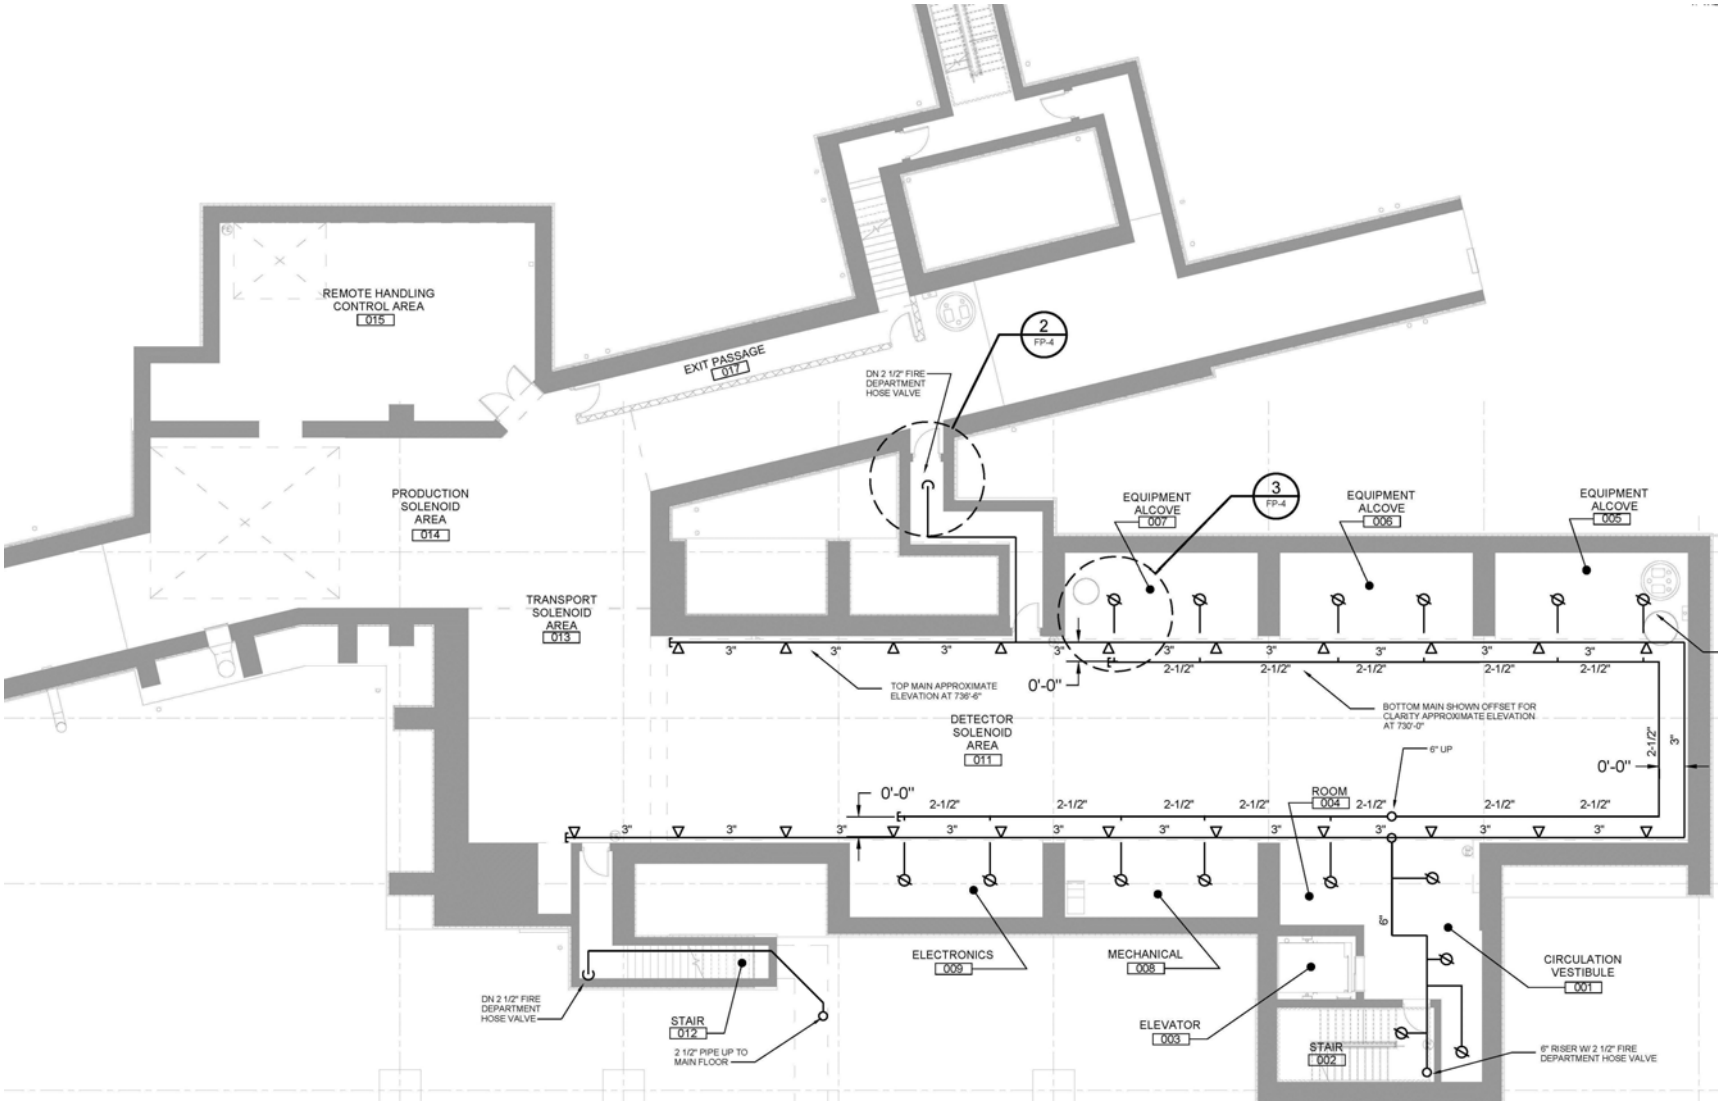 REMOTE HANDLING
CONTROL AREA
015
EXIT PASSAGE
017
2
FP-4
DN 2 1/2" FIRE
DEPARTMENT
HOSE VALVE
PRODUCTION
SOLENOID
AREA
014
3
FP-4
EQUIPMENT
ALCOVE
007
EQUIPMENT
ALCOVE
006
EQUIPMENT
ALCOVE
005
TRANSPORT
SOLENOID
AREA
013
3"
3"
3"
3"
3"
3"
3"
3"
3"
2-1/2"
2-1/2"
2-1/2"
2-1/2"
2-1/2"
0'-0"
TOP MAIN APPROXIMATE
ELEVATION AT 736'-6"
BOTTOM MAIN SHOWN OFFSET FOR
CLARITY APPROXIMATE ELEVATION
AT 730'-0"
DETECTOR
SOLENOID
AREA
011
6" UP
2-1/2"
3"
0'-0"
ROOM
004
0'-0"
2-1/2"
2-1/2"
2-1/2"
2-1/2"
2-1/2"
2-1/2"
2-1/2"
3"
3"
3"
3"
3"
3"
3"
3"
3"
3"
6"
ELECTRONICS
009
MECHANICAL
008
CIRCULATION
VESTIBULE
001
DN 2 1/2" FIRE
DEPARTMENT
HOSE VALVE
STAIR
012
2 1/2" PIPE UP TO
MAIN FLOOR
ELEVATOR
003
STAIR
002
6" RISER W/ 2 1/2" FIRE
DEPARTMENT HOSE VALVE